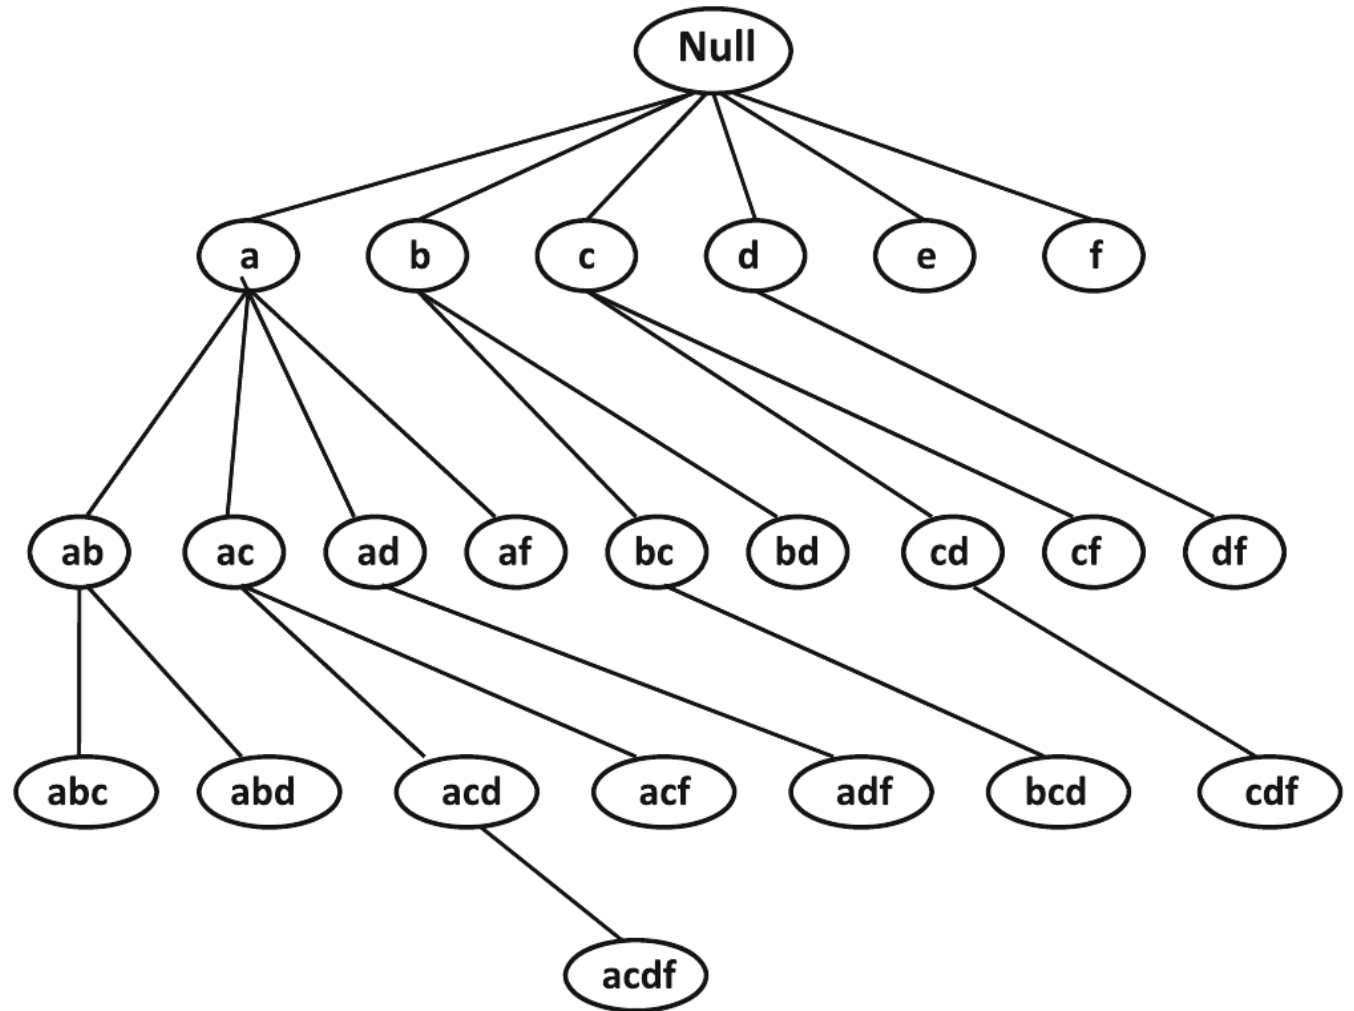 Null
a b c d e f
ab ac ad af bc bd cd cf df
abc abd acd acf adf bcd cdf
acdf